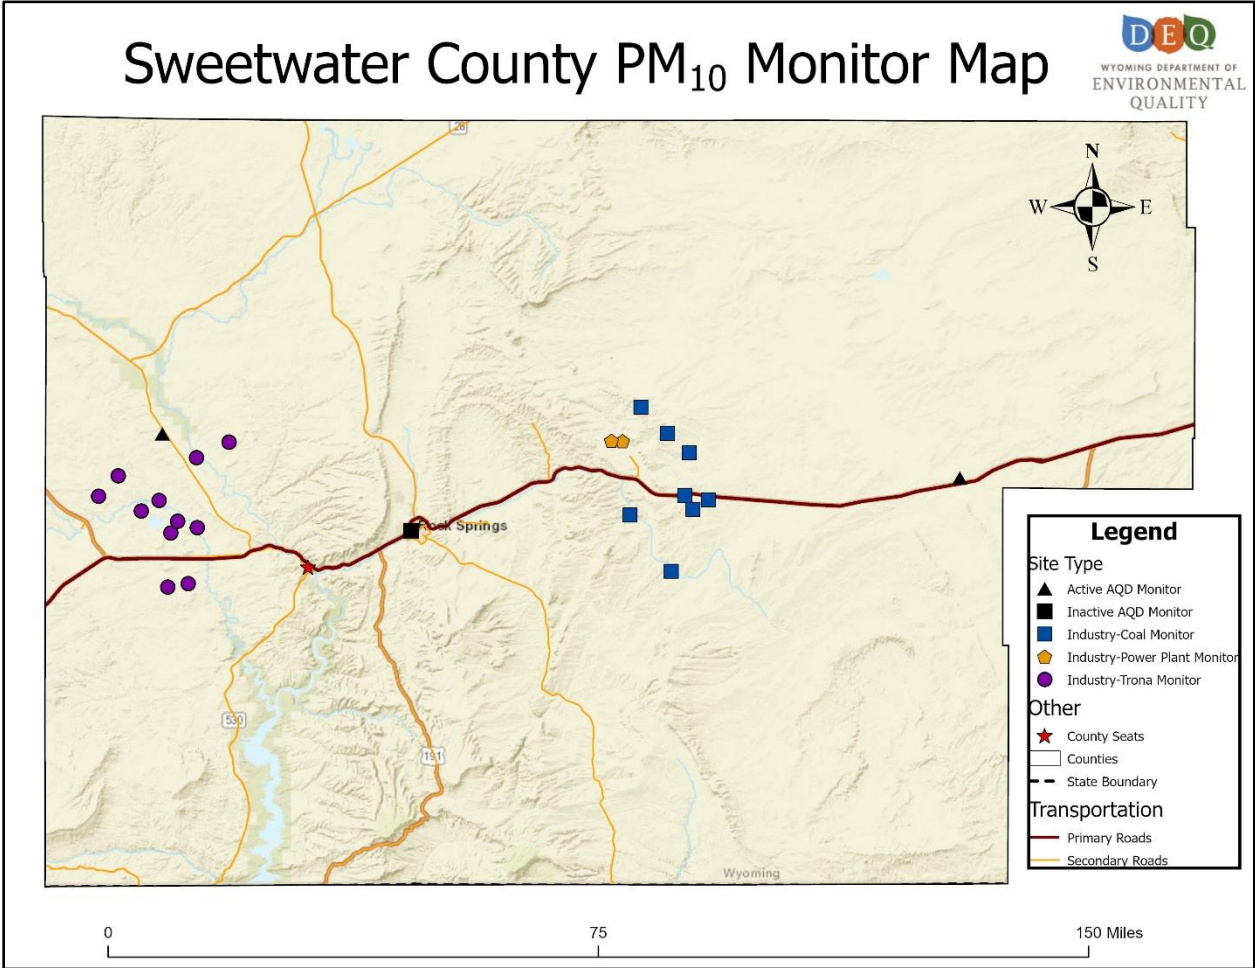 Sweetwater County PM10 Monitor Map
DEQ
WYOMING DEPARTMENT OF
ENVIRONMENTAL
QUALITY
28
N
W E
S
Rock Springs
530
191
Wyoming
Legend
Site Type
Active AQD Monitor
Inactive AQD Monitor
Industry-Coal Monitor
Industry-Power Plant Monitor
Industry-Trona Monitor
Other
County Seats
Counties
State Boundary
Transportation
Primary Roads
Secondary Roads
0 75 150 Miles